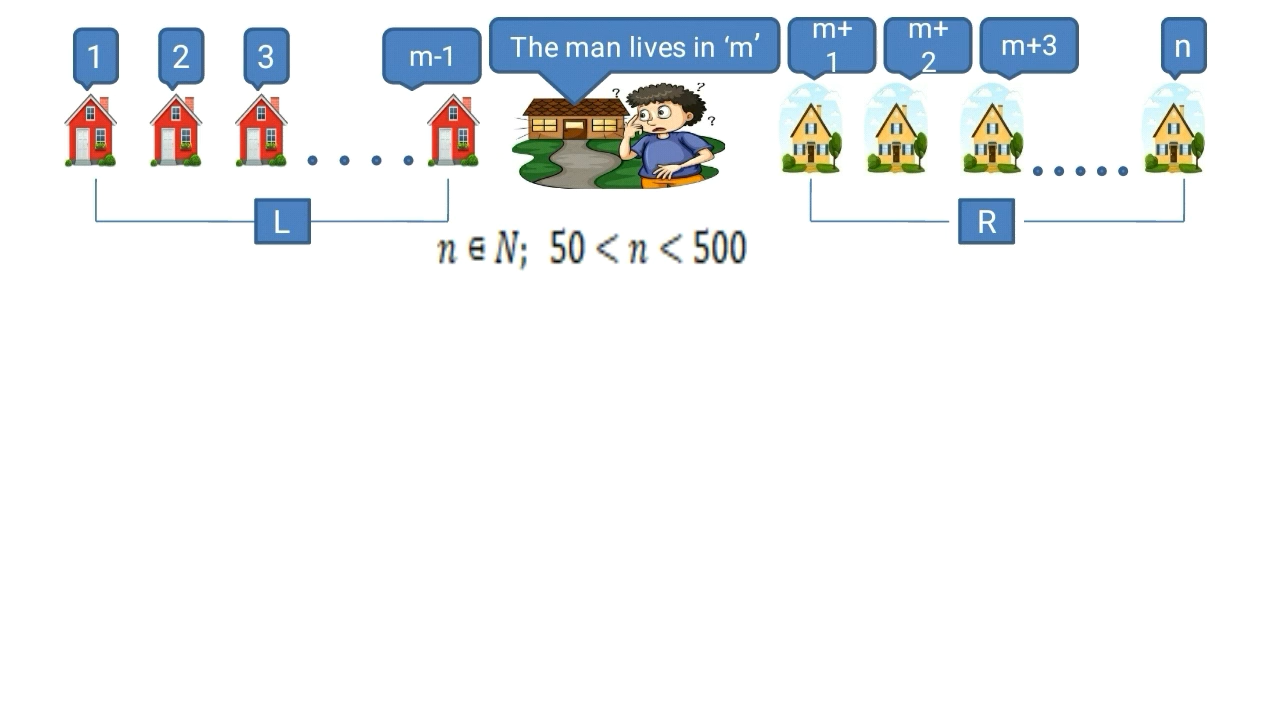 1
2
3
m-1
The man lives in ‘m’
m+
1
m+
2
m+3
n
? ? ?
L
R
n ∈ N; 50 < n < 500